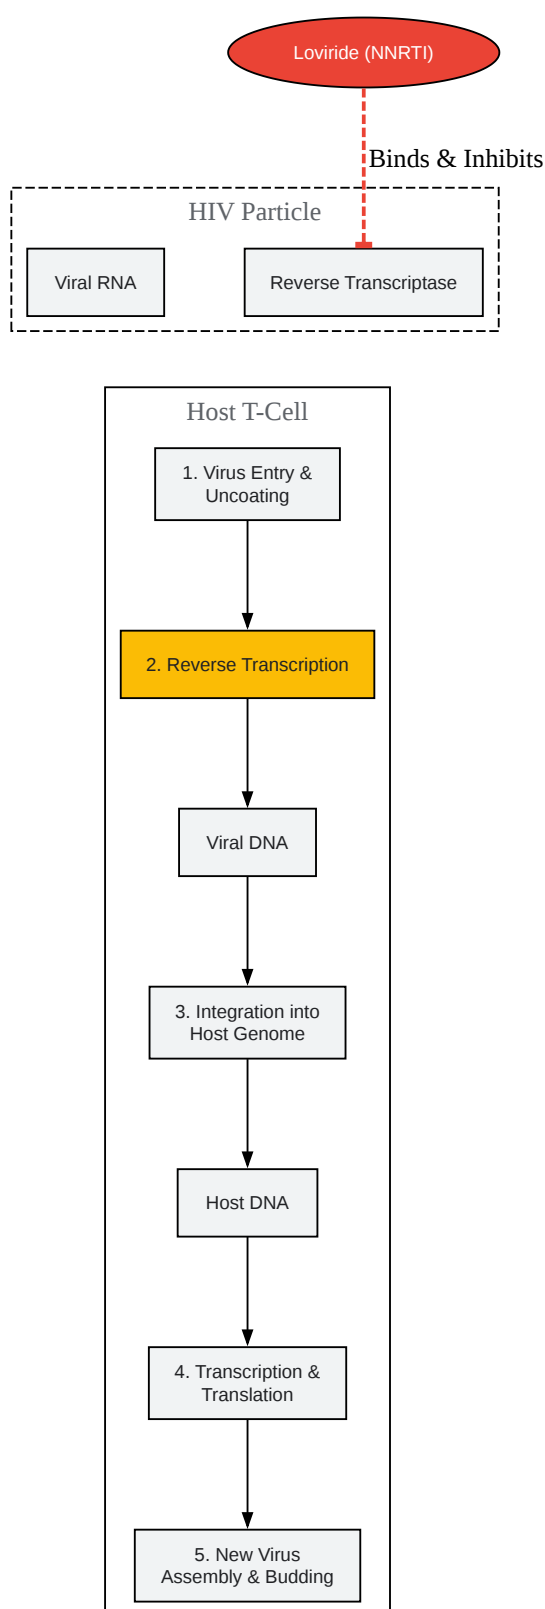 Loviride (NNRTI)
Binds & Inhibits
HIV Particle
Viral RNA
Reverse Transcriptase
Host T-Cell
1. Virus Entry &
Uncoating
2. Reverse Transcription
Viral DNA
3. Integration into
Host Genome
Host DNA
4. Transcription &
Translation
5. New Virus
Assembly & Budding